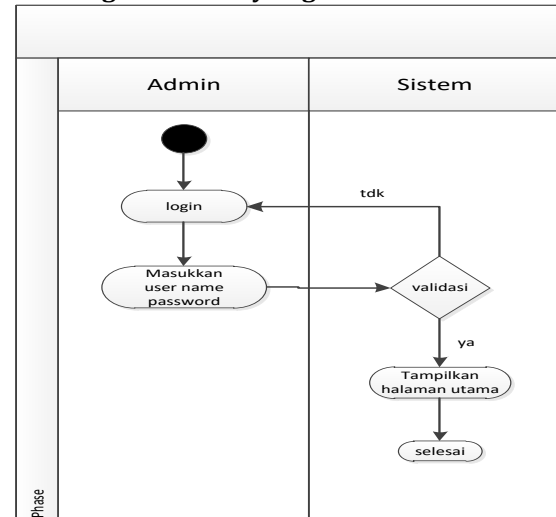 Admin
Sistem
login
tdk
Masukkan
user name
password
validasi
ya
Tampilkan
halaman utama
selesai
Phase